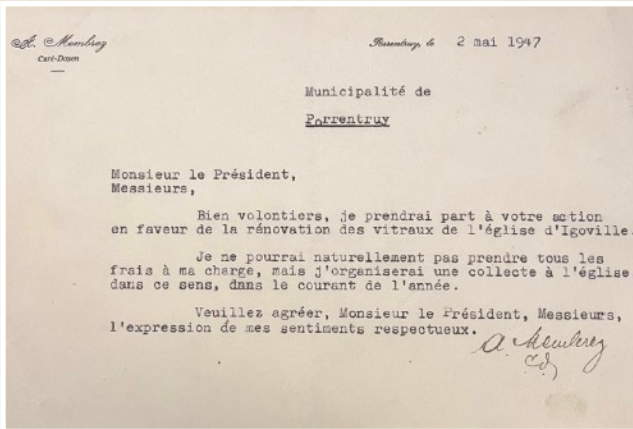 A. Membrez
Curé-Doyen
Porrentruy, le 2 mai 1947
Municipalité de
Porrentruy
Monsieur le Président,
Messieurs,
Bien volontiers, je prendrai part à votre action
en faveur de la rénovation des vitraux de l'église d'Igoville.
Je ne pourrai naturellement pas prendre tous les
frais à ma charge, mais j'organiserai une collecte à l'église
dans ce sens, dans le courant de l'année.
Veuillez agréer, Monsieur le Président, Messieurs,
l'expression de mes sentiments respectueux.
A. Membrez